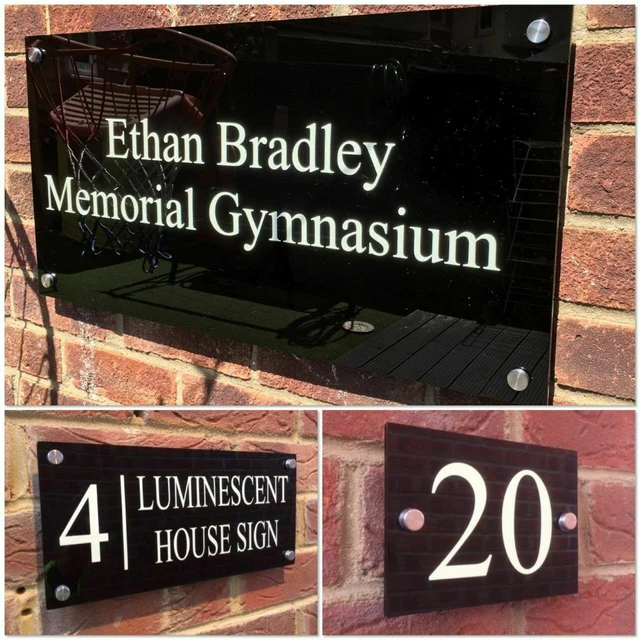 Ethan Bradley
Memorial Gymnasium
4
LUMINESCENT
HOUSE SIGN
20